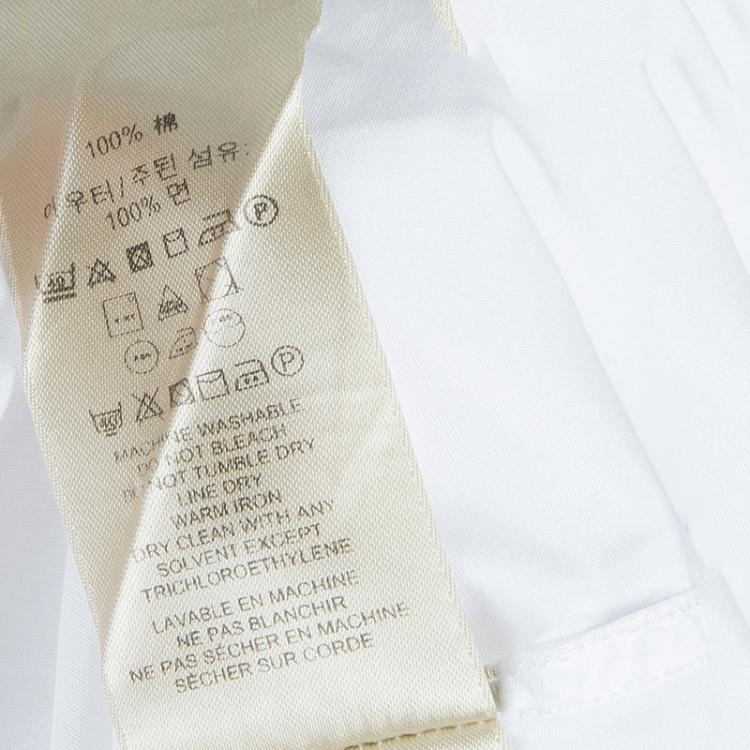 100% 棉
아우터/주된 섬유:
100% 면
P
40
P
MACHINE WASHABLE
DO NOT BLEACH
DO NOT TUMBLE DRY
LINE DRY
WARM IRON
DRY CLEAN WITH ANY
SOLVENT EXCEPT
TRICHLOROETHYLENE
LAVABLE EN MACHINE
NE PAS BLANCHIR
NE PAS SÉCHER EN MACHINE
SÉCHER SUR CORDE